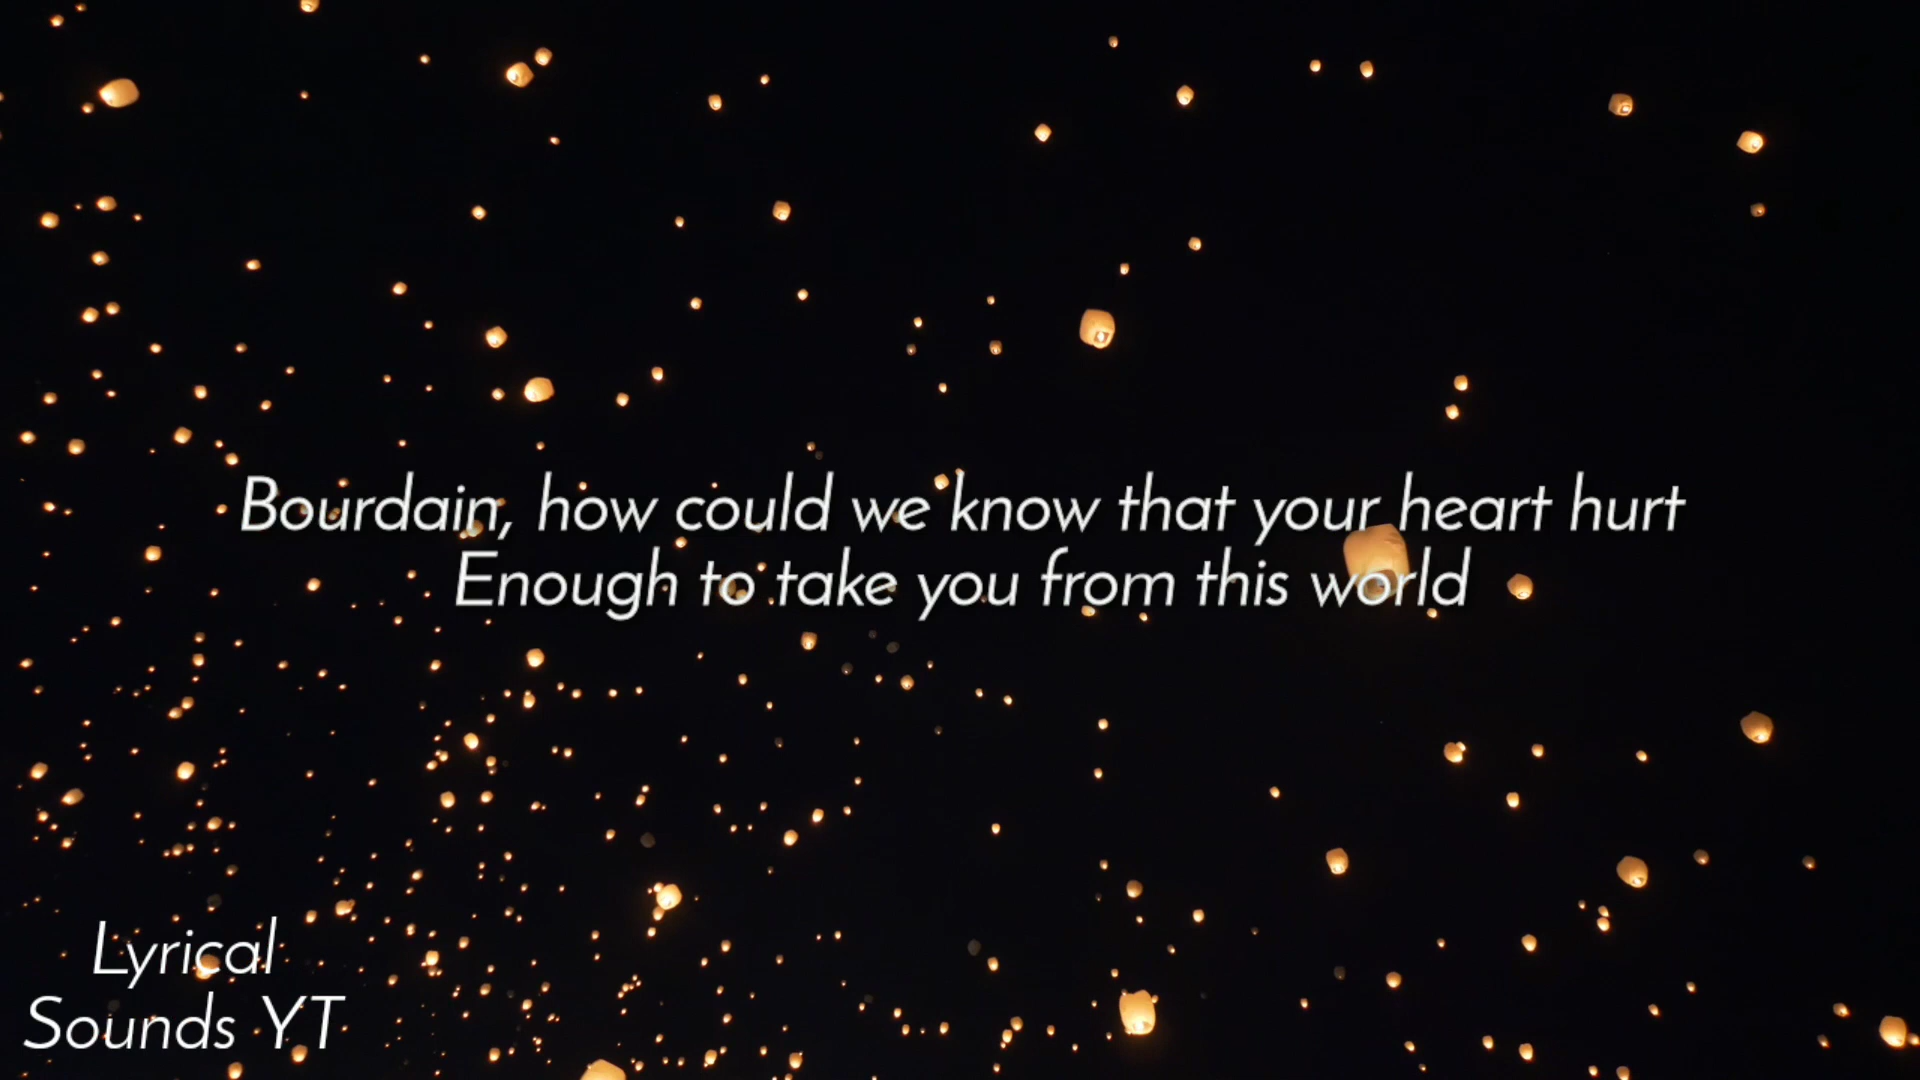 Bourdain, how could we know that your heart hurt
Enough to take you from this world
Lyrical
Sounds YT